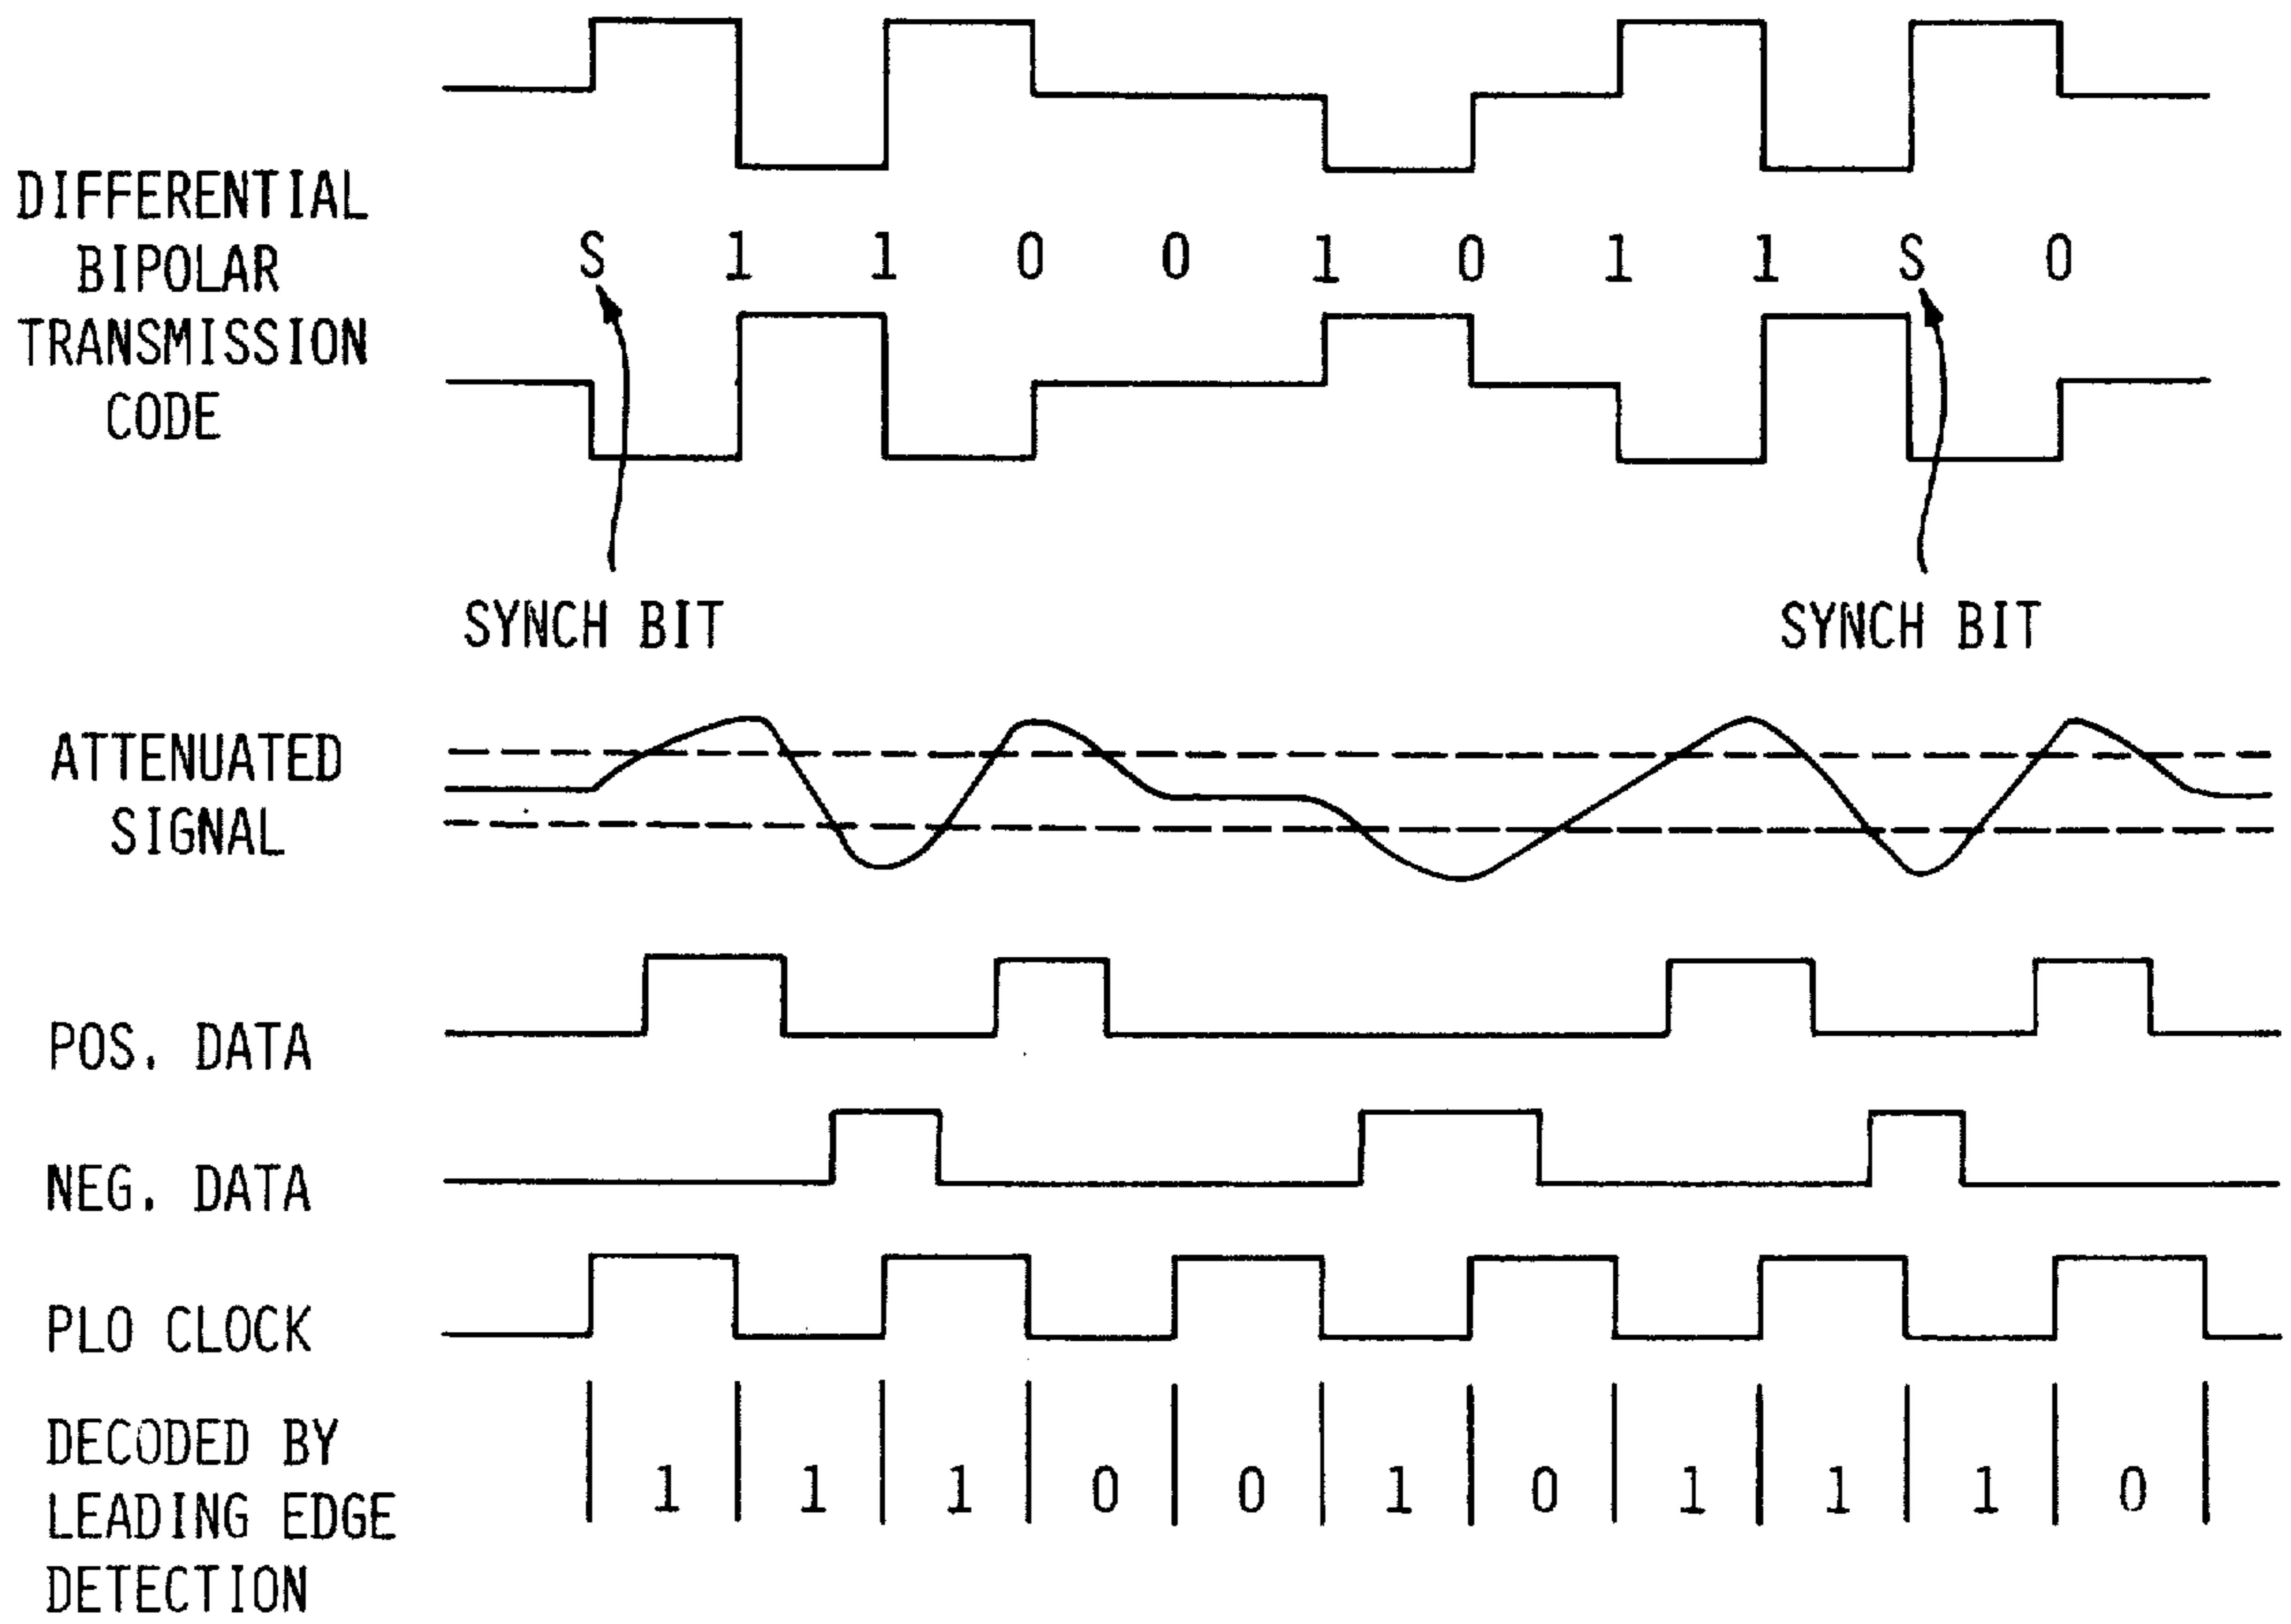 DIFFERENTIAL
BIPOLAR
TRANSMISSION
CODE
S 1 1 0 0 1 0 1 1 S 0
SYNCH BIT
SYNCH BIT
ATTENUATED
SIGNAL
POS. DATA
NEG. DATA
PLO CLOCK
DECODED BY
LEADING EDGE
DETECTION
1 1 1 0 0 1 0 1 1 1 0